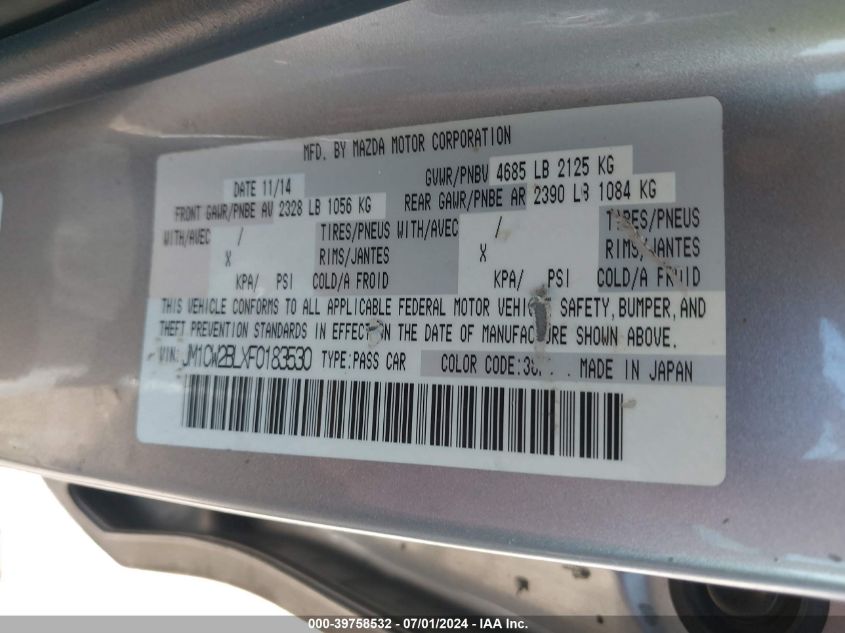 MFD. BY MAZDA MOTOR CORPORATION
DATE 11/14 GVWR/PNBV 4685 LB 2125 KG
FRONT GAWR/PNBE AV 2328 LB 1056 KG REAR GAWR/PNBE AR 2390 LB 1084 KG
WITH/AVEC / TIRES/PNEUS WITH/AVEC / TIRES/PNEUS
X RIMS/JANTES X RIMS/JANTES
KPA/ PSI COLD/A FROID KPA/ PSI COLD/A FROID
THIS VEHICLE CONFORMS TO ALL APPLICABLE FEDERAL MOTOR VEHICLE SAFETY, BUMPER, AND
THEFT PREVENTION STANDARDS IN EFFECT ON THE DATE OF MANUFACTURE SHOWN ABOVE.
VIN: JM1CW2BLXF0183530 TYPE:PASS CAR COLOR CODE: MADE IN JAPAN
000-39758532 - 07/01/2024 - IAA, Inc.